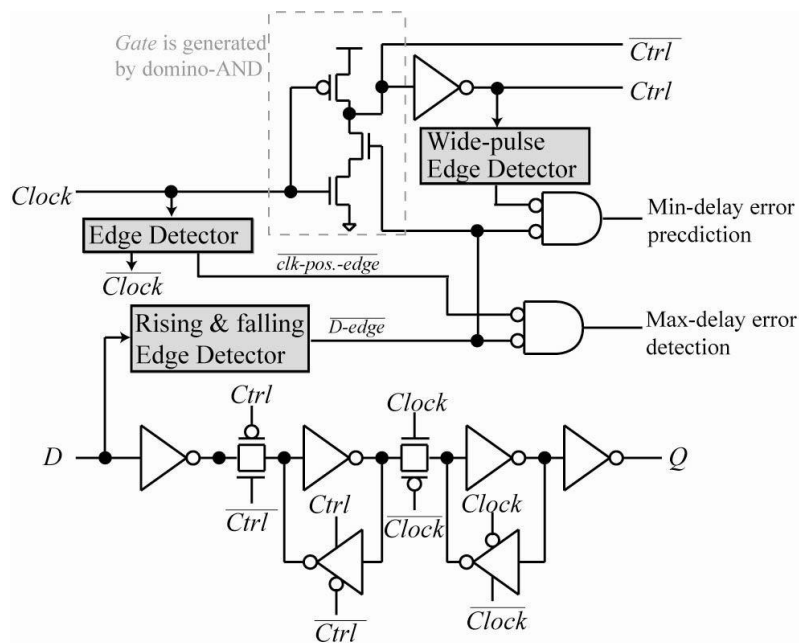 Gate is generated
by domino-AND
Ctrl
Ctrl
Wide-pulse
Edge Detector
Clock
Min-delay error
precdiction
Edge Detector
clk-pos.-edge
Clock
Rising & falling
Edge Detector
D-edge
Max-delay error
detection
Ctrl
Clock
D
Q
Ctrl
Ctrl
Clock
Clock
Ctrl
Clock